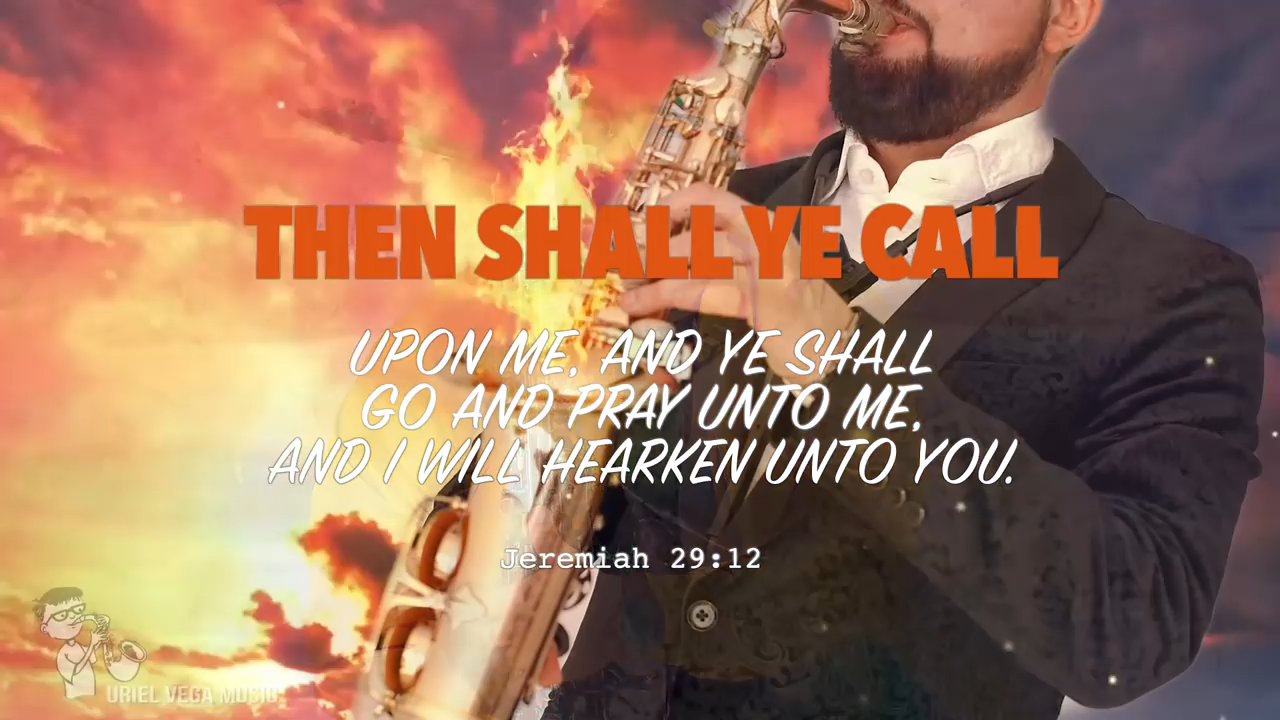 THEN SHALL YE CALL
UPON ME, AND YE SHALL
GO AND PRAY UNTO ME,
AND I WILL HEARKEN UNTO YOU.
Jeremiah 29:12
URIEL VEGA MUSIC